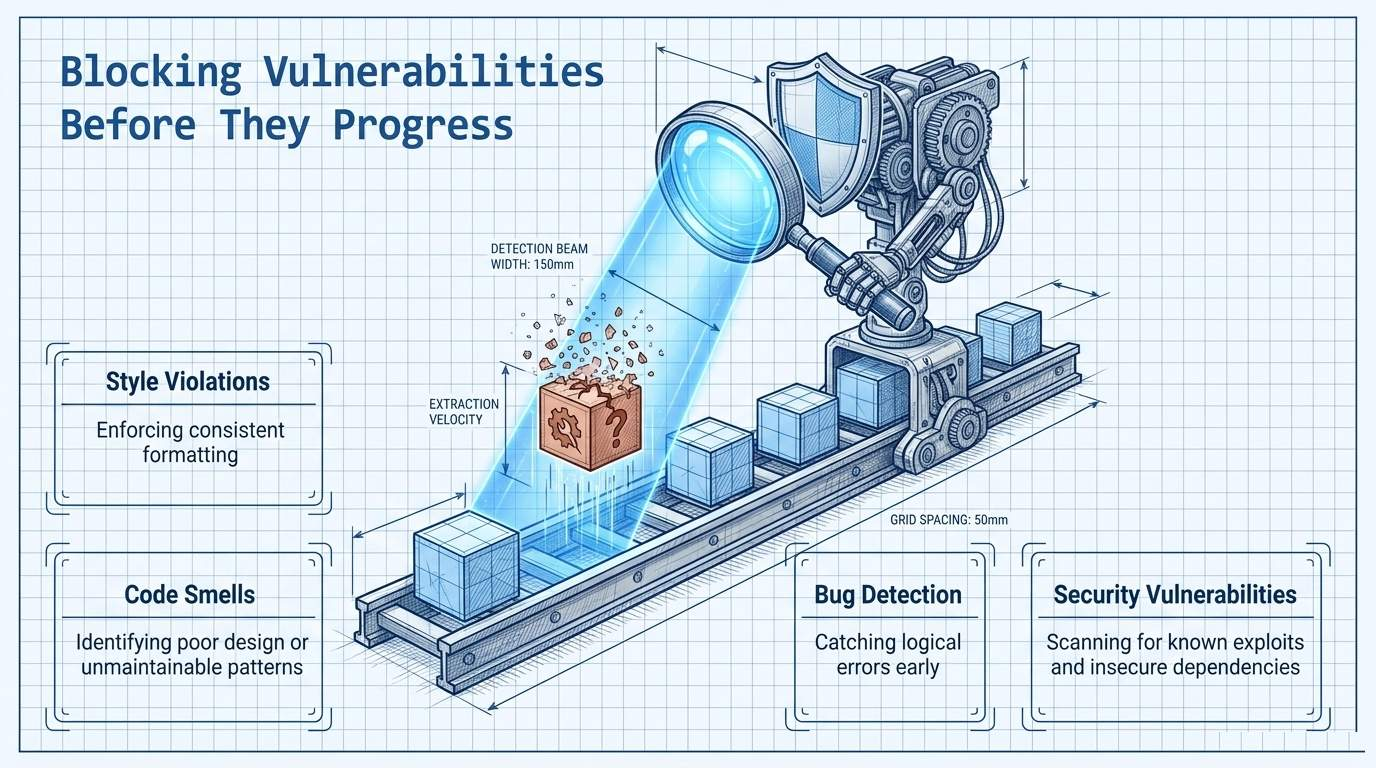 Blocking Vulnerabilities
Before They Progress
DETECTION BEAM
WIDTH: 150mm
EXTRACTION
VELOCITY
?
GRID SPACING: 50mm
Style Violations
Enforcing consistent
formatting
Code Smells
Identifying poor design or
unmaintainable patterns
Bug Detection
Catching logical
errors early
Security Vulnerabilities
Scanning for known exploits
and insecure dependencies